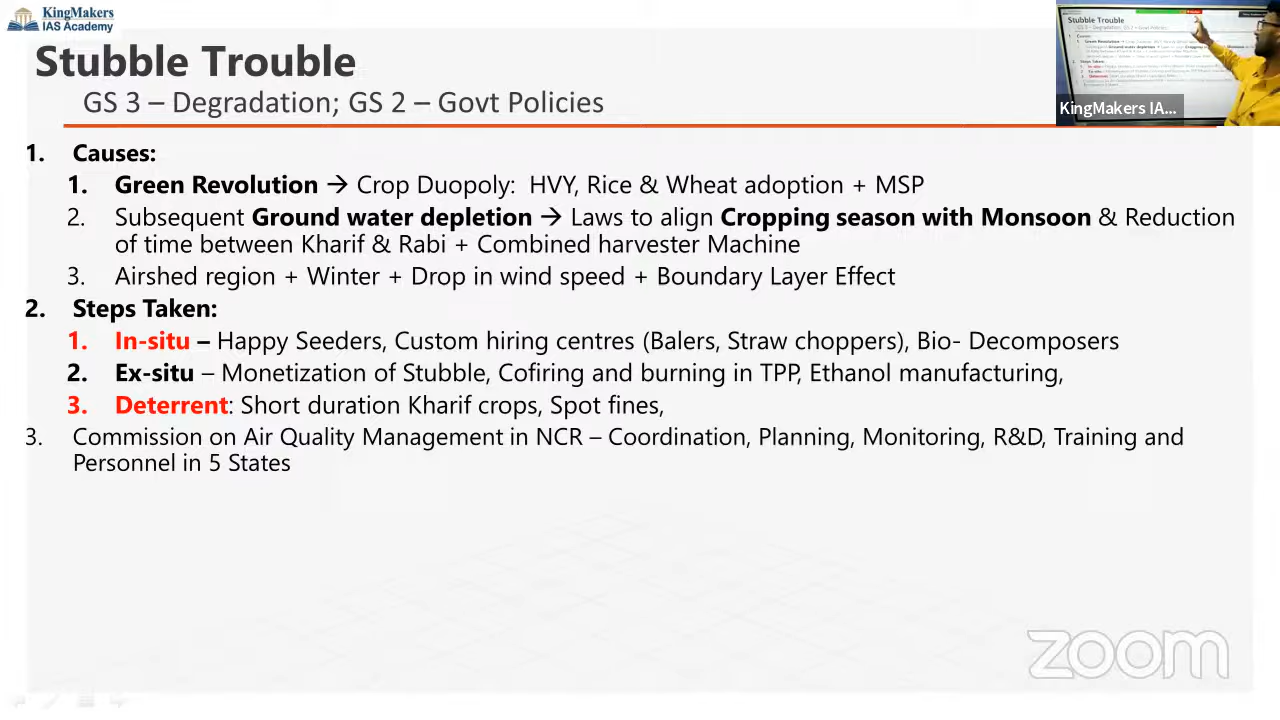 KingMakers
IAS Academy
Stubble Trouble
GS 3 – Degradation; GS 2 – Govt Policies
KingMakers IA...
1. Causes:
1. Green Revolution → Crop Duopoly: HVY, Rice & Wheat adoption + MSP
2. Subsequent Ground water depletion → Laws to align Cropping season with Monsoon & Reduction
of time between Kharif & Rabi + Combined harvester Machine
3. Airshed region + Winter + Drop in wind speed + Boundary Layer Effect
2. Steps Taken:
1. In-situ – Happy Seeders, Custom hiring centres (Balers, Straw choppers), Bio- Decomposers
2. Ex-situ – Monetization of Stubble, Cofiring and burning in TPP, Ethanol manufacturing,
3. Deterrent: Short duration Kharif crops, Spot fines,
3. Commission on Air Quality Management in NCR – Coordination, Planning, Monitoring, R&D, Training and
Personnel in 5 States
zoom